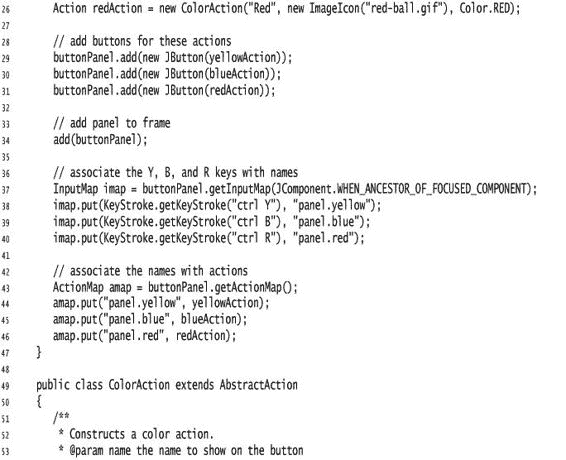 26 Action redAction = new ColorAction("Red", new ImageIcon("red-ball.gif"), Color.RED);
27
28 // add buttons for these actions
29 buttonPanel.add(new JButton(yellowAction));
30 buttonPanel.add(new JButton(blueAction));
31 buttonPanel.add(new JButton(redAction));
32
33 // add panel to frame
34 add(buttonPanel);
35
36 // associate the Y, B, and R keys with names
37 InputMap imap = buttonPanel.getInputMap(JComponent.WHEN_ANCESTOR_OF_FOCUSED_COMPONENT);
38 imap.put(KeyStroke.getKeyStroke("ctrl Y"), "panel.yellow");
39 imap.put(KeyStroke.getKeyStroke("ctrl B"), "panel.blue");
40 imap.put(KeyStroke.getKeyStroke("ctrl R"), "panel.red");
41
42 // associate the names with actions
43 ActionMap amap = buttonPanel.getActionMap();
44 amap.put("panel.yellow", yellowAction);
45 amap.put("panel.blue", blueAction);
46 amap.put("panel.red", redAction);
47 }
48
49 public class ColorAction extends AbstractAction
50 {
51 /**
52 * Constructs a color action.
53 * @param name the name to show on the button